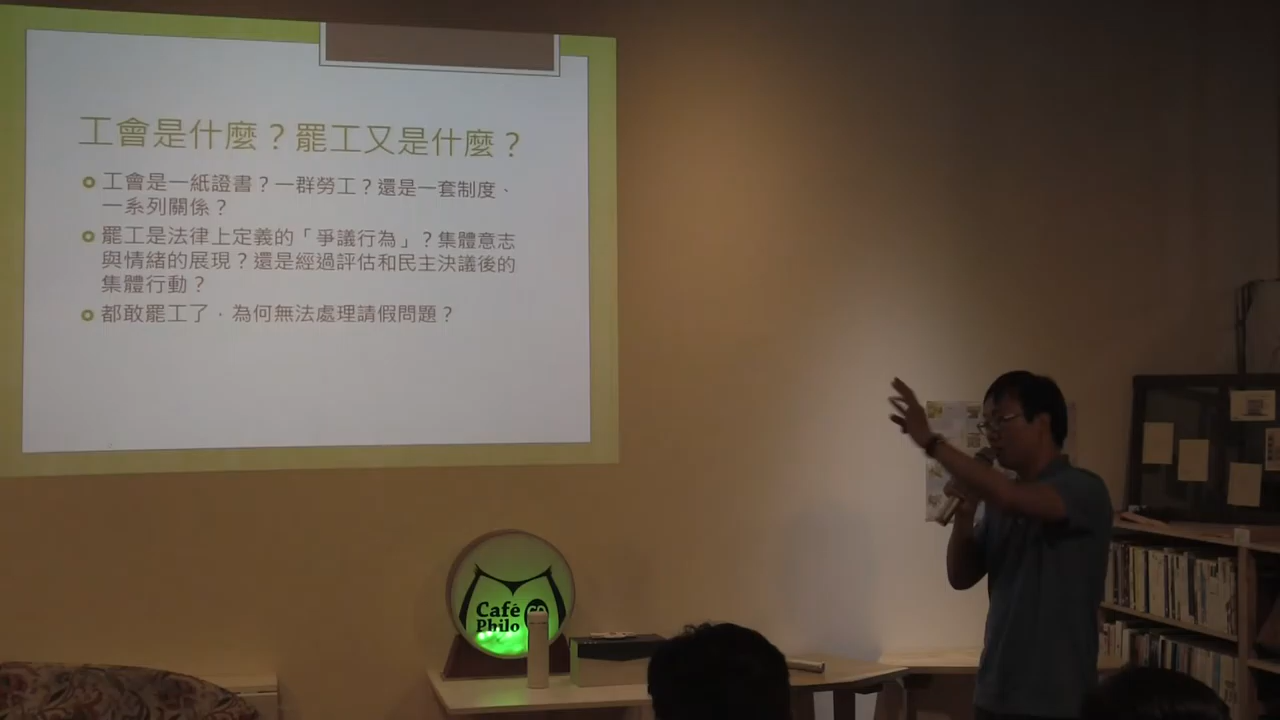 工會是什麼？罷工又是什麼？
工會是一紙證書？一群勞工？還是一套制度、
一系列關係？
罷工是法律上定義的「爭議行為」？集體意志
與情緒的展現？還是經過評估和民主決議後的
集體行動？
都敢罷工了，為何無法處理請假問題？
Café
Philo